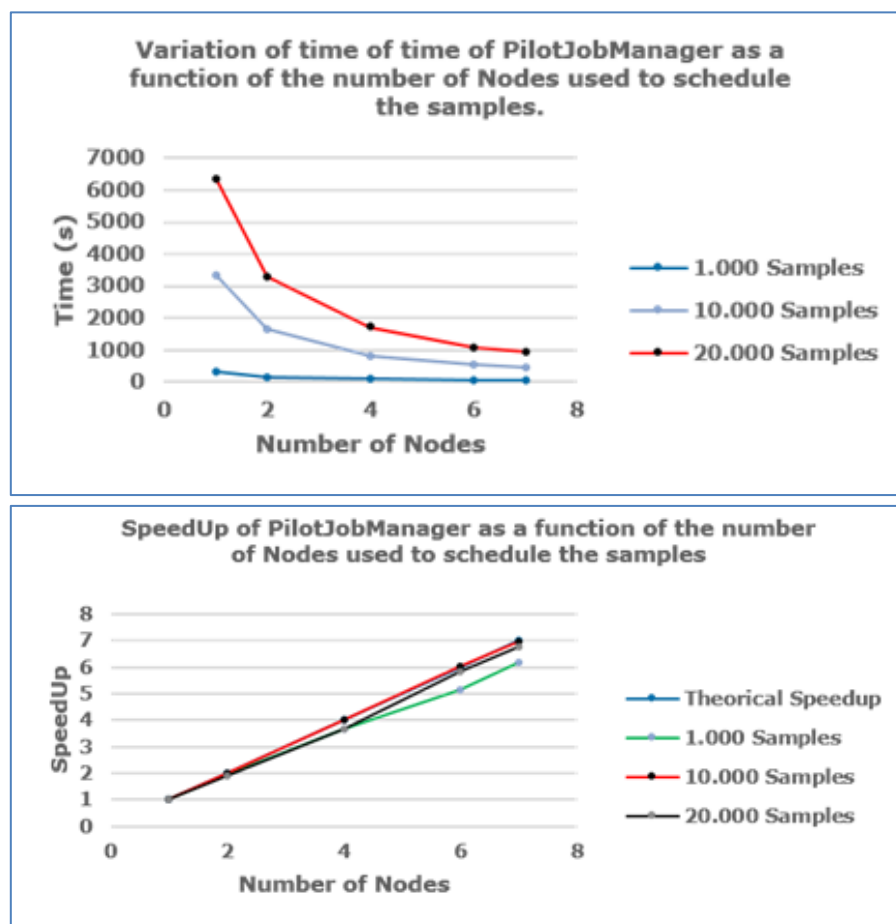 Variation of time of time of PilotJobManager as a
function of the number of Nodes used to schedule
the samples.
7000
6000
5000
4000
3000
2000
1000
0
Time (s)
0 2 4 6 8
Number of Nodes
1.000 Samples
10.000 Samples
20.000 Samples
SpeedUp of PilotJobManager as a function of the number
of Nodes used to schedule the samples
8
7
6
5
4
3
2
1
0
SpeedUp
0 2 4 6 8
Number of Nodes
Theorical Speedup
1.000 Samples
10.000 Samples
20.000 Samples